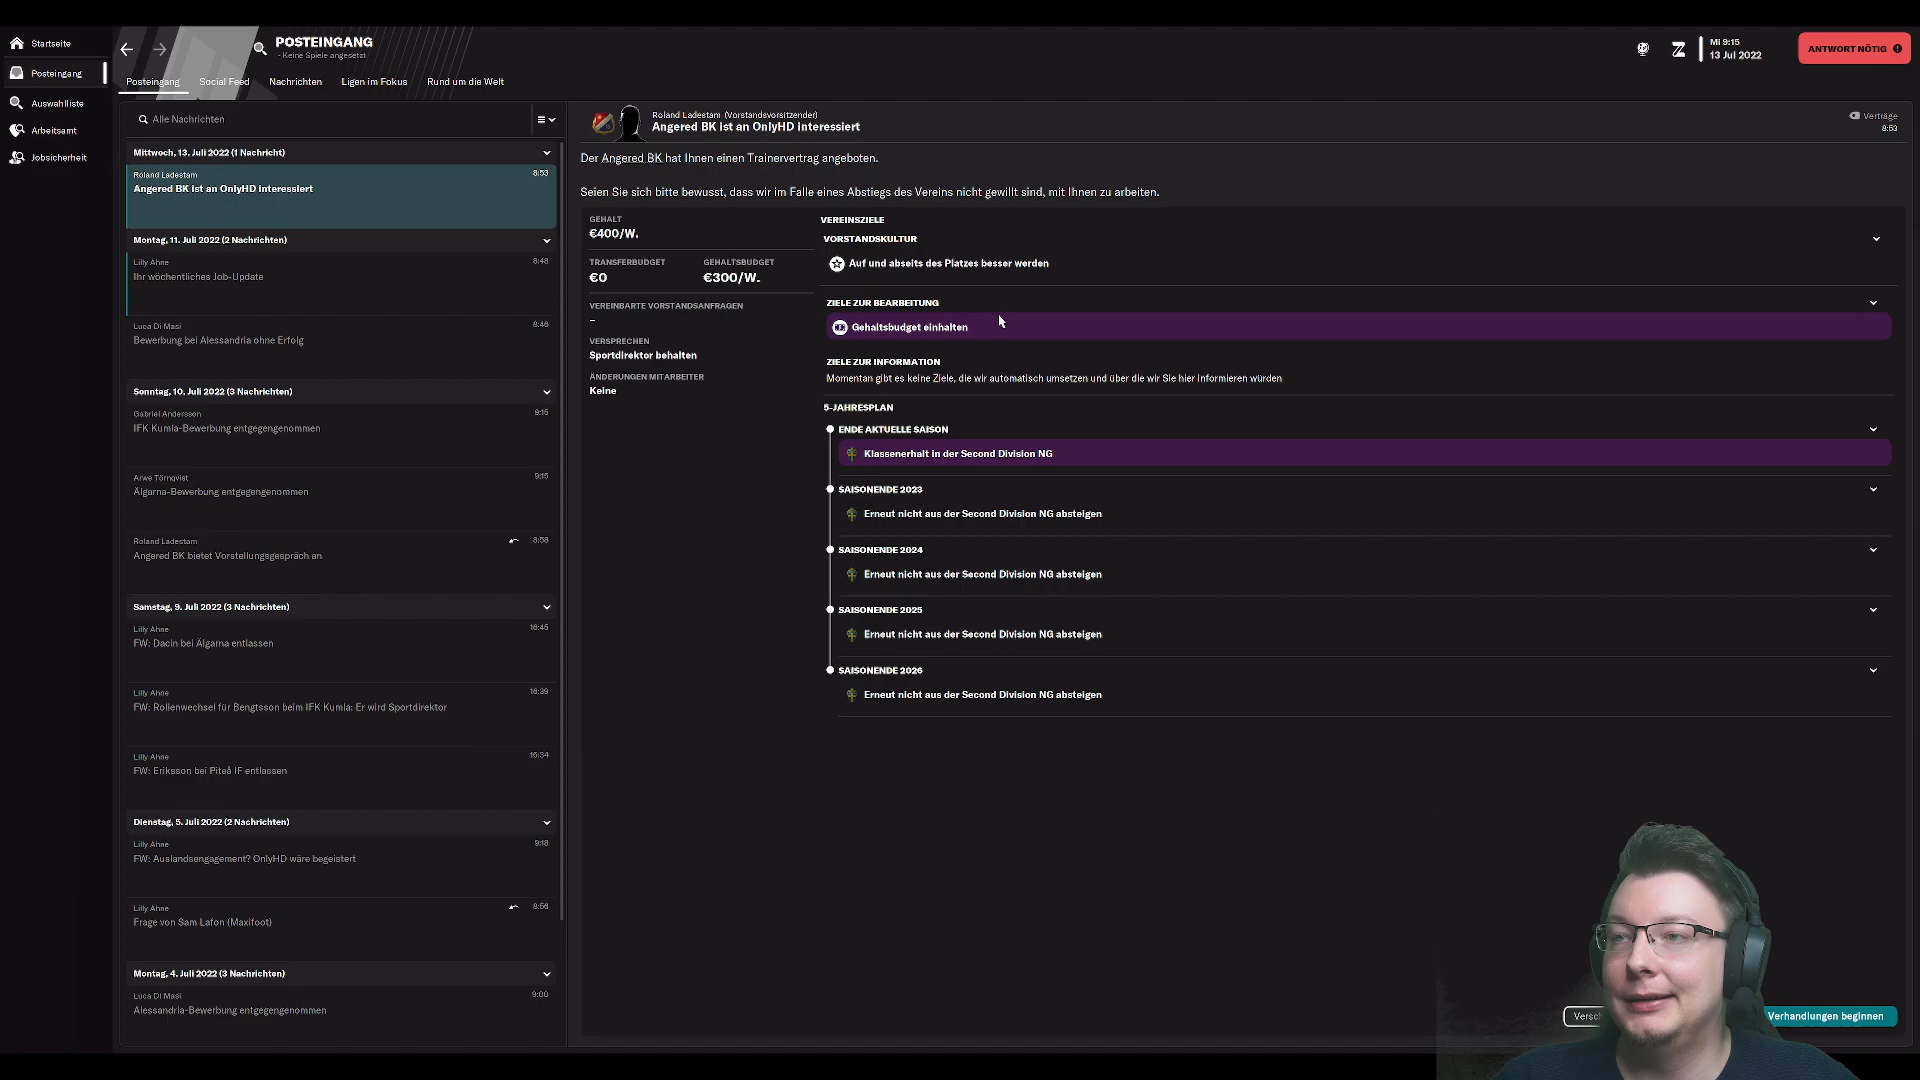 Startseite
Posteingang
Auswahlliste
Arbeitsamt
Jobsicherheit
POSTEINGANG
- Keine Spiele angesetzt
Posteingang
Social Feed
Nachrichten
Ligen im Fokus
Rund um die Welt
Mi 9:15
13 Jul 2022
ANTWORT NÖTIG
Alle Nachrichten
Mittwoch, 13. Juli 2022 (1 Nachricht)
Roland Ladestam
8:53
Angered BK ist an OnlyHD interessiert
Montag, 11. Juli 2022 (2 Nachrichten)
Lilly Ahne
8:48
Ihr wöchentliches Job-Update
Luca Di Masi
8:46
Bewerbung bei Alessandria ohne Erfolg
Sonntag, 10. Juli 2022 (3 Nachrichten)
Gabriel Andersson
9:15
IFK Kumla-Bewerbung entgegengenommen
Arwe Törnqvist
9:15
Älgarna-Bewerbung entgegengenommen
Roland Ladestam
8:58
Angered BK bietet Vorstellungsgespräch an
Samstag, 9. Juli 2022 (3 Nachrichten)
Lilly Ahne
16:45
FW: Dacin bei Älgarna entlassen
Lilly Ahne
16:39
FW: Rollenwechsel für Bengtsson beim IFK Kumla: Er wird Sportdirektor
Lilly Ahne
16:34
FW: Eriksson bei Piteå IF entlassen
Dienstag, 5. Juli 2022 (2 Nachrichten)
Lilly Ahne
9:18
FW: Auslandsengagement? OnlyHD wäre begeistert
Lilly Ahne
8:56
Frage von Sam Lafon (Maxifoot)
Montag, 4. Juli 2022 (3 Nachrichten)
Luca Di Masi
9:00
Alessandria-Bewerbung entgegengenommen
Roland Ladestam (Vorstandsvorsitzender)
Angered BK ist an OnlyHD interessiert
Verträge
8:53
Der Angered BK hat Ihnen einen Trainervertrag angeboten.
Seien Sie sich bitte bewusst, dass wir im Falle eines Abstiegs des Vereins nicht gewillt sind, mit Ihnen zu arbeiten.
GEHALT
€400/W.
TRANSFERBUDGET
GEHALTSBUDGET
€0
€300/W.
VEREINBARTE VORSTANDSANFRAGEN
–
VERSPRECHEN
Sportdirektor behalten
ÄNDERUNGEN MITARBEITER
Keine
VEREINSZIELE
VORSTANDSKULTUR
Auf und abseits des Platzes besser werden
ZIELE ZUR BEARBEITUNG
Gehaltsbudget einhalten
ZIELE ZUR INFORMATION
Momentan gibt es keine Ziele, die wir automatisch umsetzen und über die wir Sie hier informieren würden
5-JAHRESPLAN
ENDE AKTUELLE SAISON
Klassenerhalt in der Second Division NG
SAISONENDE 2023
Erneut nicht aus der Second Division NG absteigen
SAISONENDE 2024
Erneut nicht aus der Second Division NG absteigen
SAISONENDE 2025
Erneut nicht aus der Second Division NG absteigen
SAISONENDE 2026
Erneut nicht aus der Second Division NG absteigen
Verhandlungen beginnen